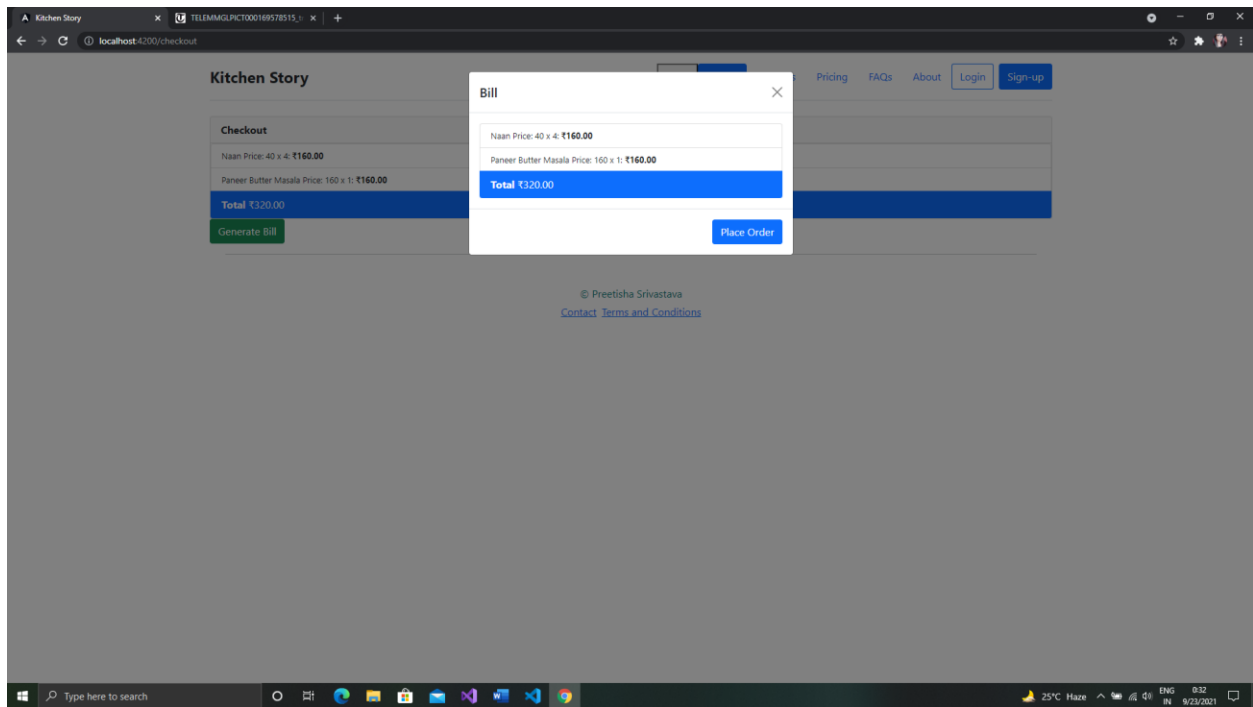 Kitchen Story
TELEMMGLPICT000169578515_
localhost:4200/checkout
Kitchen Story
Pricing FAQs About Login Sign-up
Bill
Naan Price: 40 x 4: ₹160.00
Paneer Butter Masala Price: 160 x 1: ₹160.00
Total ₹320.00
Place Order
Checkout
Naan Price: 40 x 4: ₹160.00
Paneer Butter Masala Price: 160 x 1: ₹160.00
Total ₹320.00
Generate Bill
© Preetisha Srivastava
Contact Terms and Conditions
Type here to search
25°C Haze
ENG
IN
0:32
9/23/2021